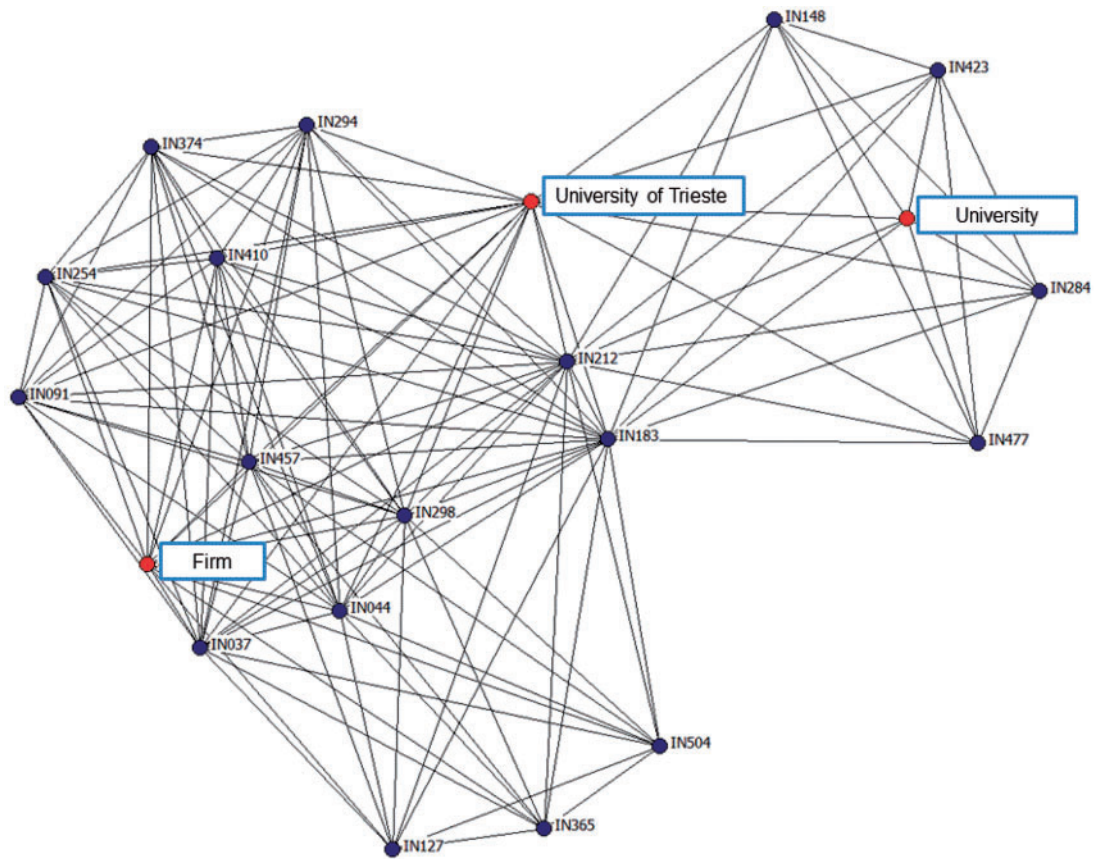 IN148
IN423
IN294
IN374
University of Trieste
University
IN410
IN254
IN284
IN212
IN091
IN183
IN477
IN457
IN298
Firm
IN044
IN037
IN504
IN365
IN127